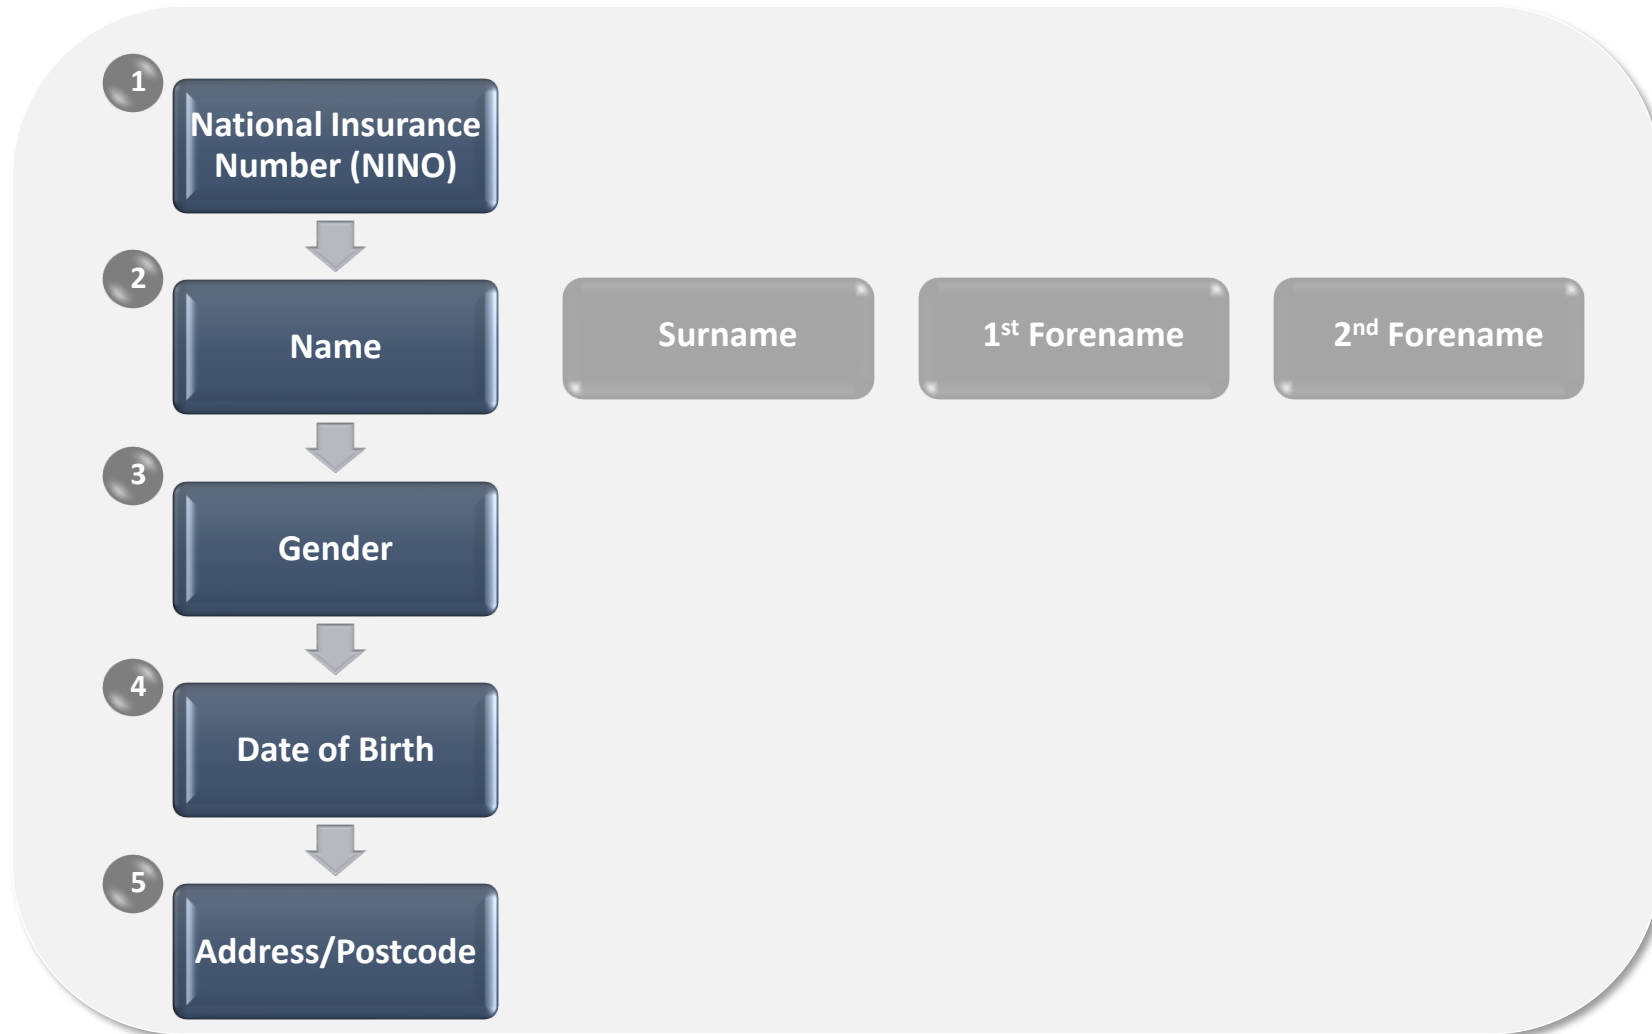 1
National Insurance
Number (NINO)
2
Name
Surname
1st Forename
2nd Forename
3
Gender
4
Date of Birth
5
Address/Postcode